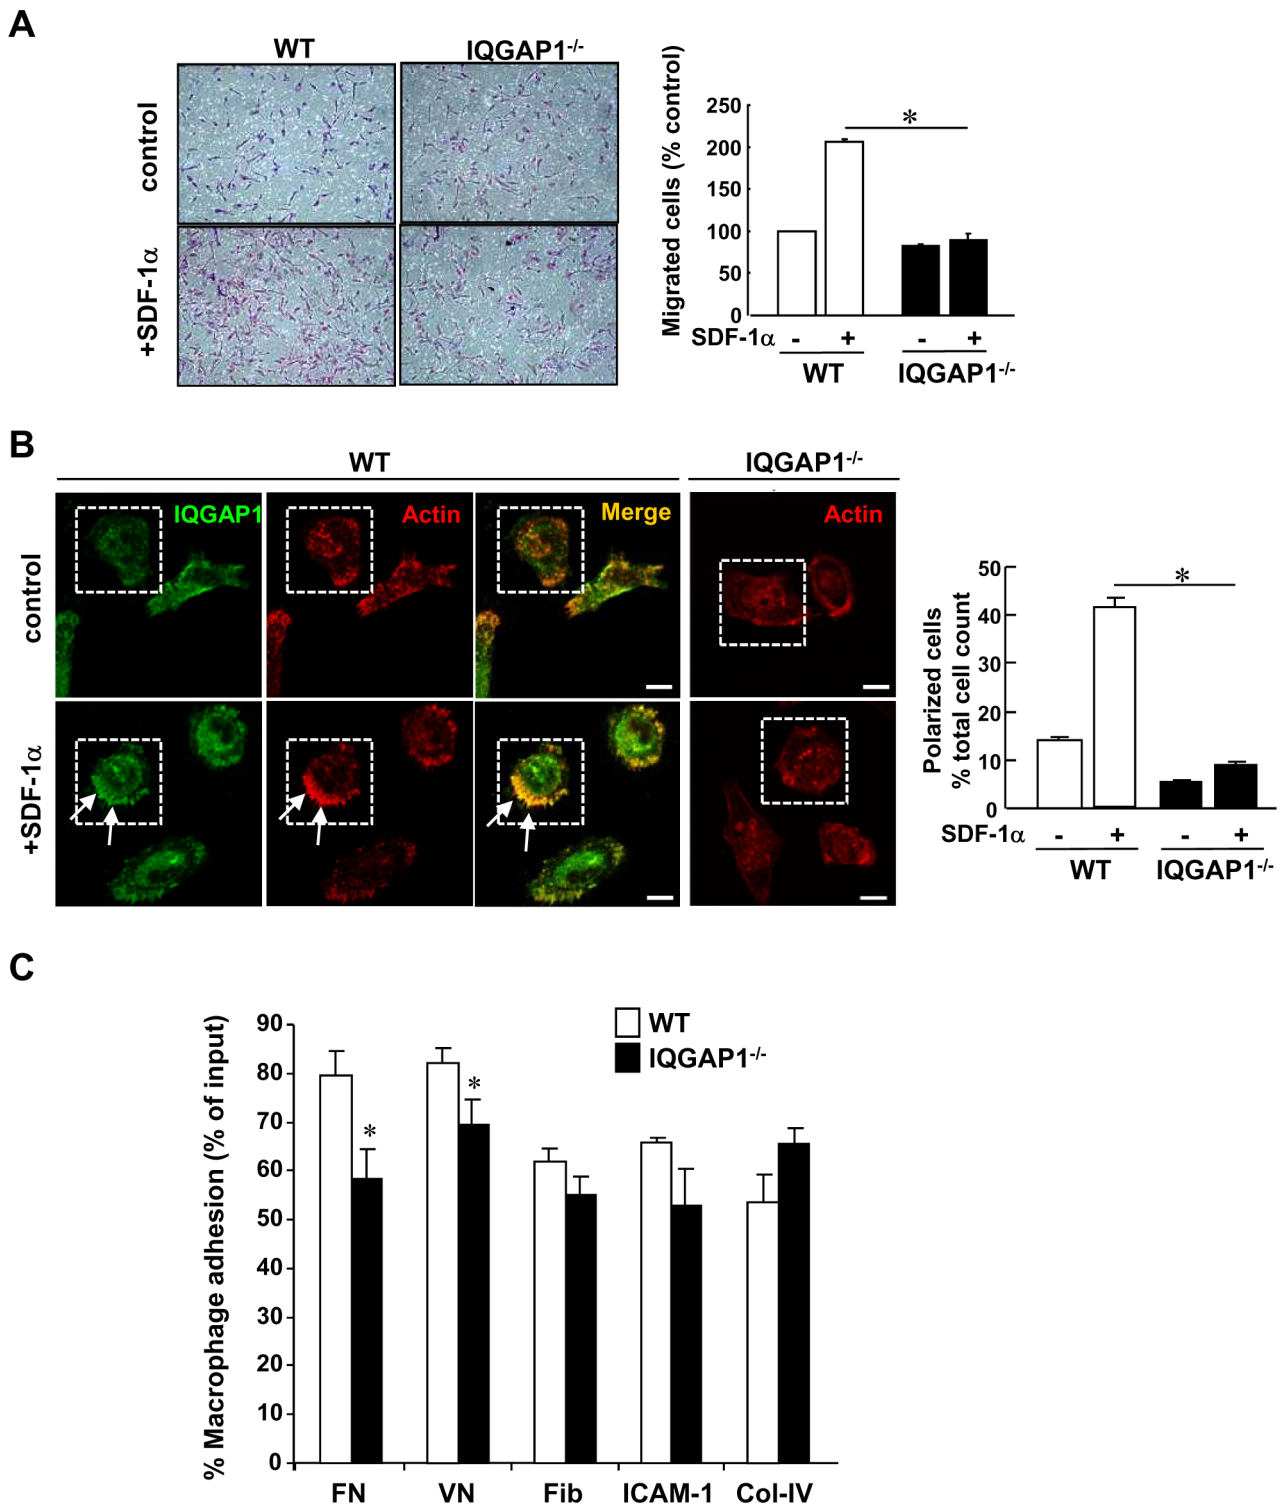 A
WT
IQGAP1-/-
control
+SDF-1α
Migrated cells (% control)
250
200
150
100
50
0
*
SDF-1α - + - +
WT IQGAP1-/-
B
WT
IQGAP1-/-
IQGAP1 Actin Merge Actin
control
+SDF-1α
Polarized cells
% total cell count
50
40
30
20
10
0
*
SDF-1α - + - +
WT IQGAP1-/-
C
% Macrophage adhesion (% of input)
90
80
70
60
50
40
30
20
10
0
WT
IQGAP1-/-
*
*
FN VN Fib ICAM-1 Col-IV